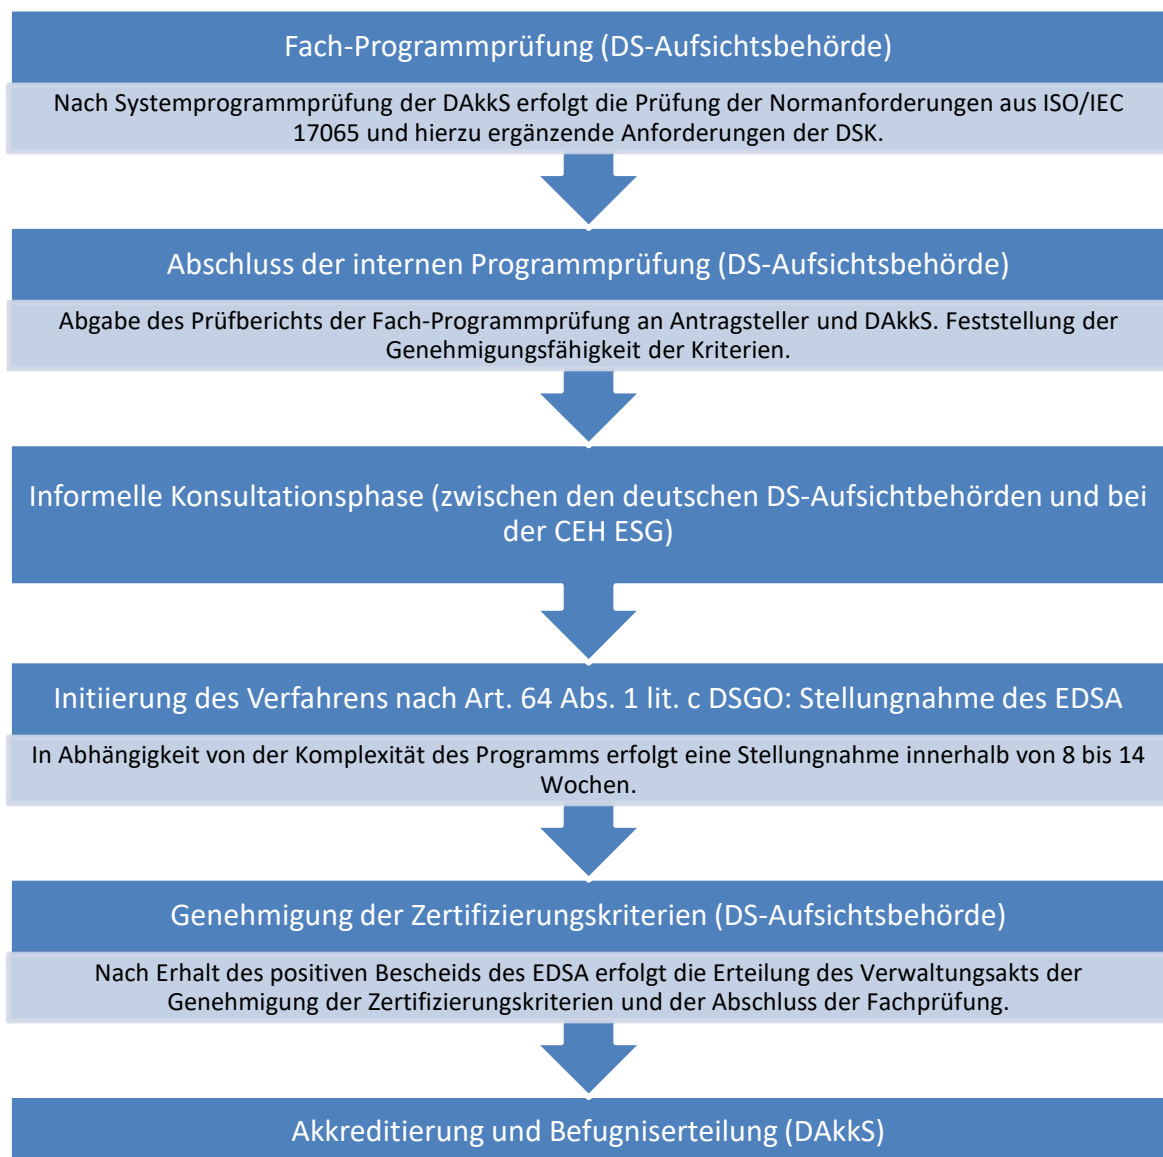 Fach-Programmprüfung (DS-Aufsichtsbehörde)
Nach Systemprogrammprüfung der DAkkS erfolgt die Prüfung der Normanforderungen aus ISO/IEC
17065 und hierzu ergänzende Anforderungen der DSK.
Abschluss der internen Programmprüfung (DS-Aufsichtsbehörde)
Abgabe des Prüfberichts der Fach-Programmprüfung an Antragsteller und DAkkS. Feststellung der
Genehmigungsfähigkeit der Kriterien.
Informelle Konsultationsphase (zwischen den deutschen DS-Aufsichtbehörden und bei
der CEH ESG)
Initiierung des Verfahrens nach Art. 64 Abs. 1 lit. c DSGO: Stellungnahme des EDSA
In Abhängigkeit von der Komplexität des Programms erfolgt eine Stellungnahme innerhalb von 8 bis 14
Wochen.
Genehmigung der Zertifizierungskriterien (DS-Aufsichtsbehörde)
Nach Erhalt des positiven Bescheids des EDSA erfolgt die Erteilung des Verwaltungsakts der
Genehmigung der Zertifizierungskriterien und der Abschluss der Fachprüfung.
Akkreditierung und Befugniserteilung (DAkkS)